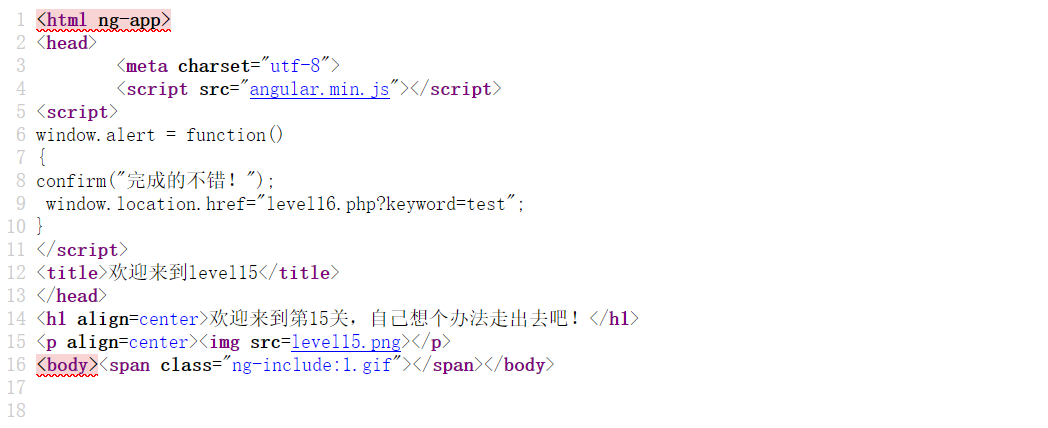 1 <html ng-app>
2 <head>
3         <meta charset="utf-8">
4         <script src="angular.min.js"></script>
5 <script>
6 window.alert = function()
7 {
8 confirm("完成的不错！");
9  window.location.href="level16.php?keyword=test";
10 }
11 </script>
12 <title>欢迎来到level15</title>
13 </head>
14 <h1 align=center>欢迎来到第15关，自己想个办法走出去吧！</h1>
15 <p align=center><img src=level15.png></p>
16 <body><span class="ng-include:1.gif"></span></body>
17
18